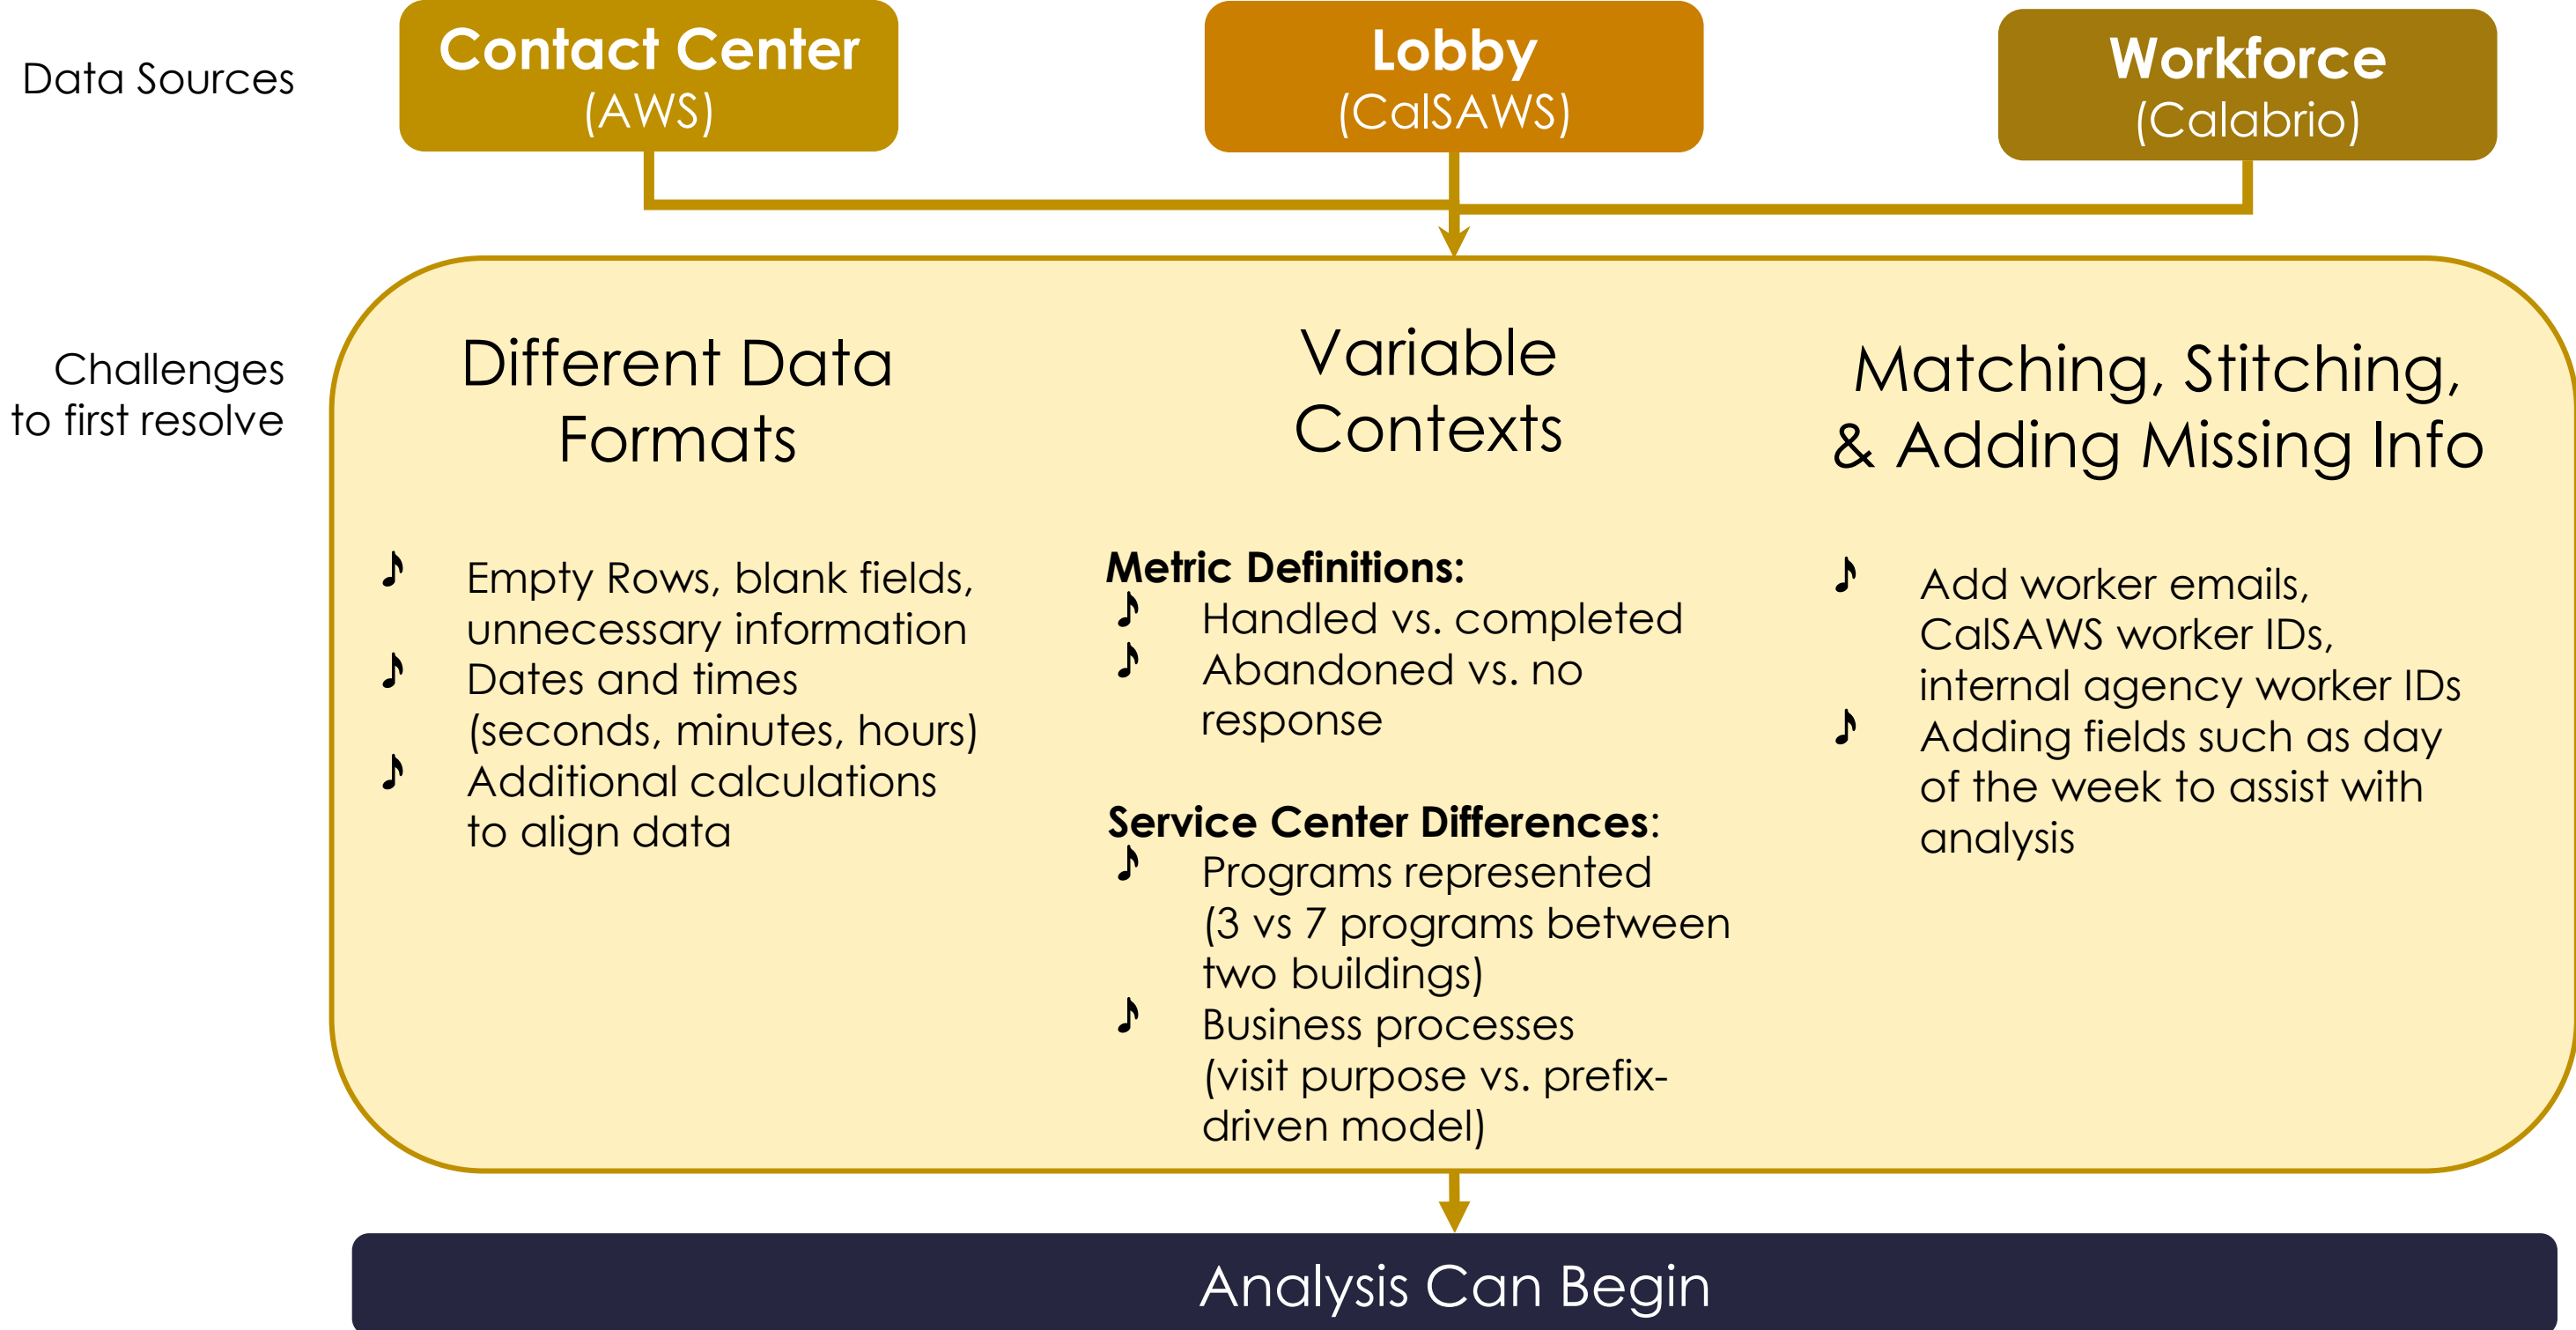 Data Sources
Contact Center
(AWS)
Lobby
(CalSAWS)
Workforce
(Calabrio)
Challenges
to first resolve
Different Data
Formats
♪ Empty Rows, blank fields,
unnecessary information
♪ Dates and times
(seconds, minutes, hours)
♪ Additional calculations
to align data
Variable
Contexts
Metric Definitions:
♪ Handled vs. completed
♪ Abandoned vs. no
response
Service Center Differences:
♪ Programs represented
(3 vs 7 programs between
two buildings)
♪ Business processes
(visit purpose vs. prefix-
driven model)
Matching, Stitching,
& Adding Missing Info
♪ Add worker emails,
CalSAWS worker IDs,
internal agency worker IDs
♪ Adding fields such as day
of the week to assist with
analysis
Analysis Can Begin